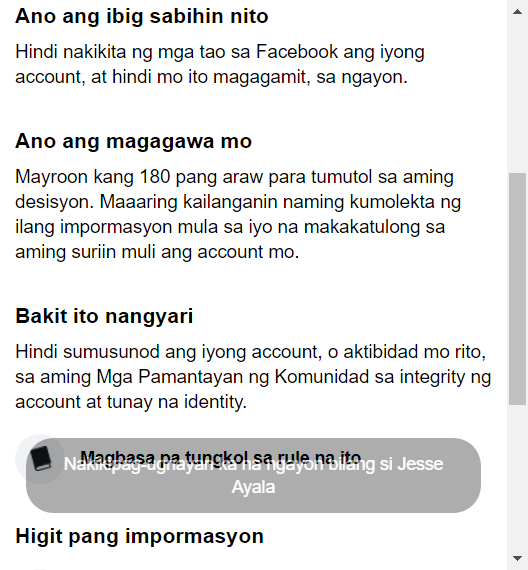 Ano ang ibig sabihin nito
Hindi nakikita ng mga tao sa Facebook ang iyong
account, at hindi mo ito magagamit, sa ngayon.
Ano ang magagawa mo
Mayroon kang 180 pang araw para tumutol sa aming
desisyon. Maaaring kailanganin naming kumolekta ng
ilang impormasyon mula sa iyo na makakatulong sa
aming suriin muli ang account mo.
Bakit ito nangyari
Hindi sumusunod ang iyong account, o aktibidad mo rito,
sa aming Mga Pamantayan ng Komunidad sa integrity ng
account at tunay na identity.
Magbasa pa tungkol sa rule na ito
Nakikipag-ugnayan ka na ngayon bilang si Jesse
Ayala
Higit pang impormasyon